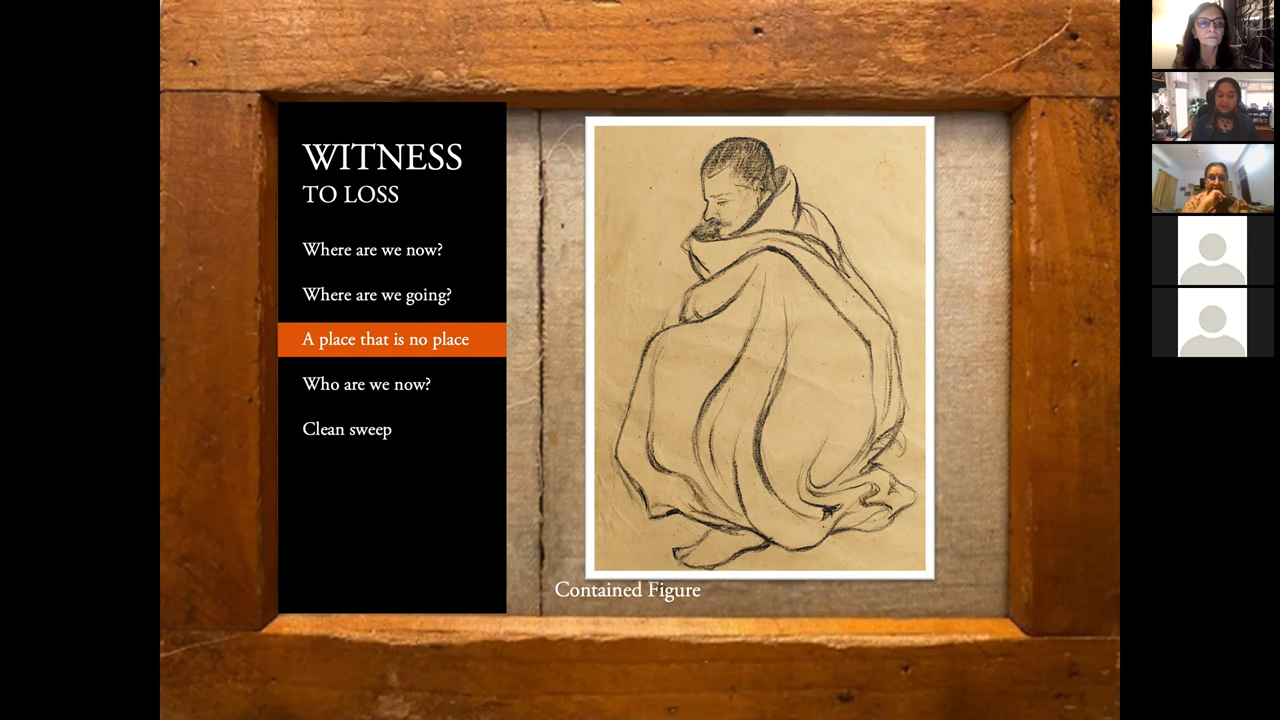 WITNESS
TO LOSS
Where are we now?
Where are we going?
A place that is no place
Who are we now?
Clean sweep
Contained Figure